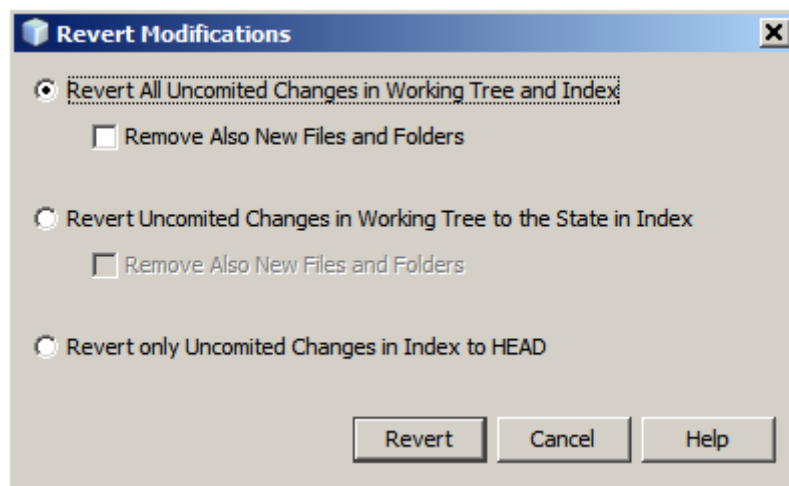 Revert Modifications
Revert All Uncomited Changes in Working Tree and Index
Remove Also New Files and Folders
Revert Uncomited Changes in Working Tree to the State in Index
Remove Also New Files and Folders
Revert only Uncomited Changes in Index to HEAD
Revert Cancel Help